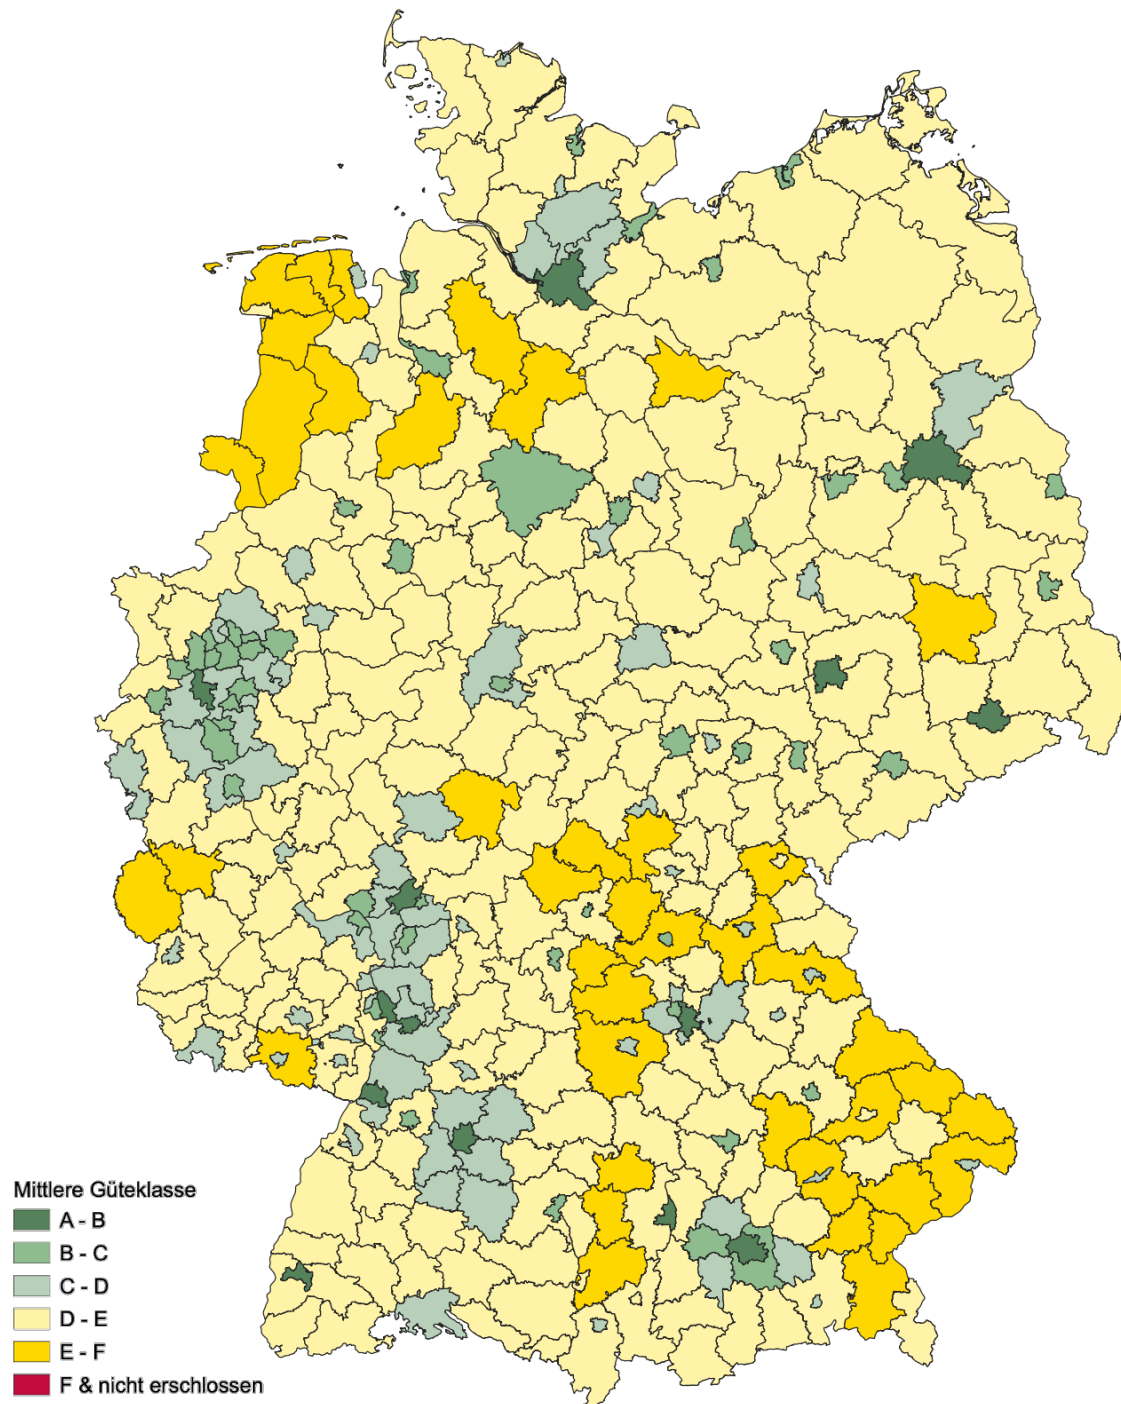 Mittlere Güteklasse
A - B
B - C
C - D
D - E
E - F
F & nicht erschlossen